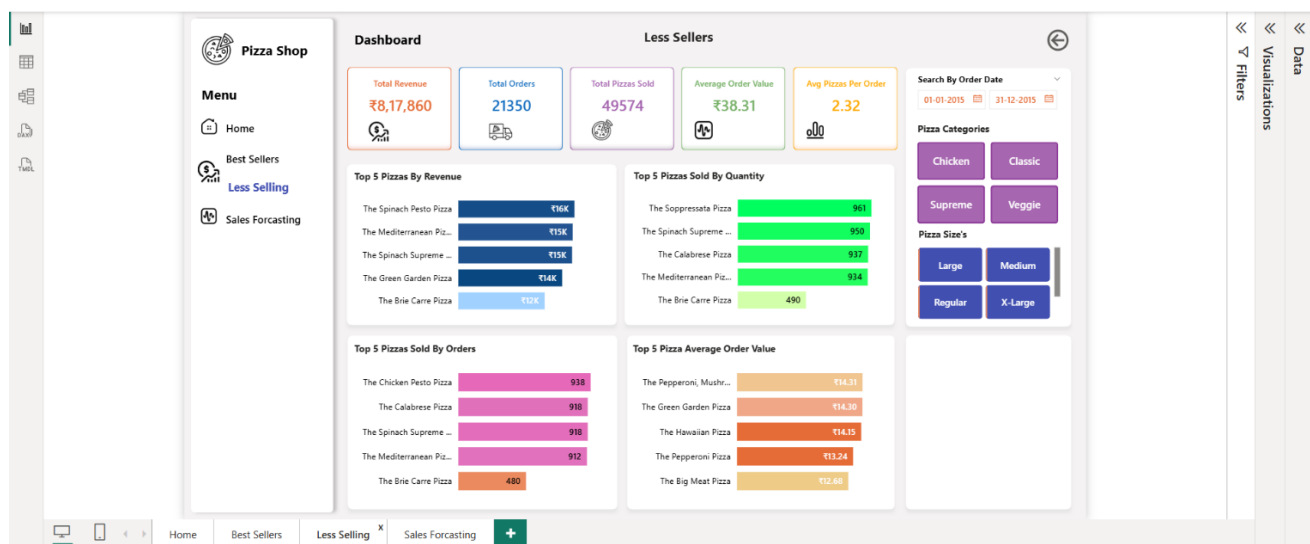 Pizza Shop
Menu
Home
Best Sellers
Less Selling
Sales Forcasting
Dashboard
Less Sellers
Total Revenue
₹8,17,860
Total Orders
21350
Total Pizzas Sold
49574
Average Order Value
₹38.31
Avg Pizzas Per Order
2.32
Search By Order Date
01-01-2015
31-12-2015
Pizza Categories
Chicken
Classic
Supreme
Veggie
Pizza Size's
Large
Medium
Regular
X-Large
Top 5 Pizzas By Revenue
The Spinach Pesto Pizza ₹16K
The Mediterranean Piz... ₹15K
The Spinach Supreme ... ₹15K
The Green Garden Pizza ₹14K
The Brie Carre Pizza ₹12K
Top 5 Pizzas Sold By Quantity
The Soppressata Pizza 961
The Spinach Supreme ... 950
The Calabrese Pizza 937
The Mediterranean Piz... 934
The Brie Carre Pizza 490
Top 5 Pizzas Sold By Orders
The Chicken Pesto Pizza 938
The Calabrese Pizza 918
The Spinach Supreme ... 918
The Mediterranean Piz... 912
The Brie Carre Pizza 480
Top 5 Pizza Average Order Value
The Pepperoni, Mushr... ₹14.31
The Green Garden Pizza ₹14.30
The Hawaiian Pizza ₹14.15
The Pepperoni Pizza ₹13.24
The Big Meat Pizza ₹12.68
Filters
Visualizations
Data
DAX
TMDL
Home
Best Sellers
Less Selling X
Sales Forcasting
+